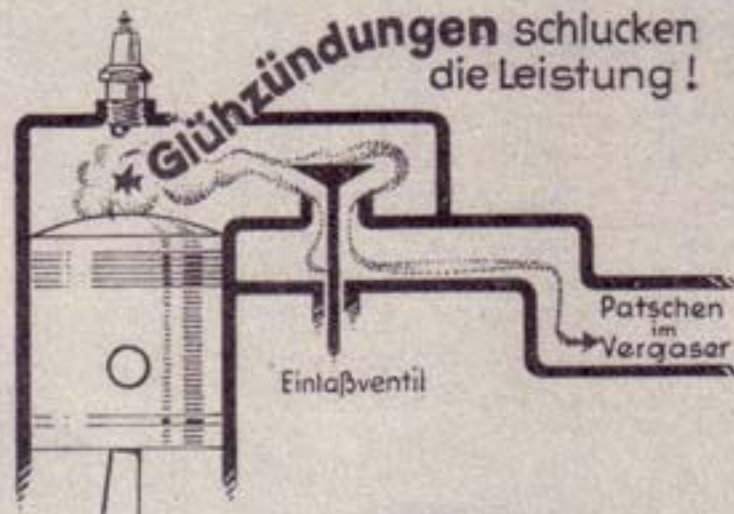 Glühzündungen schlucken
die Leistung!
Patschen
im
Vergaser
Einlaßventil